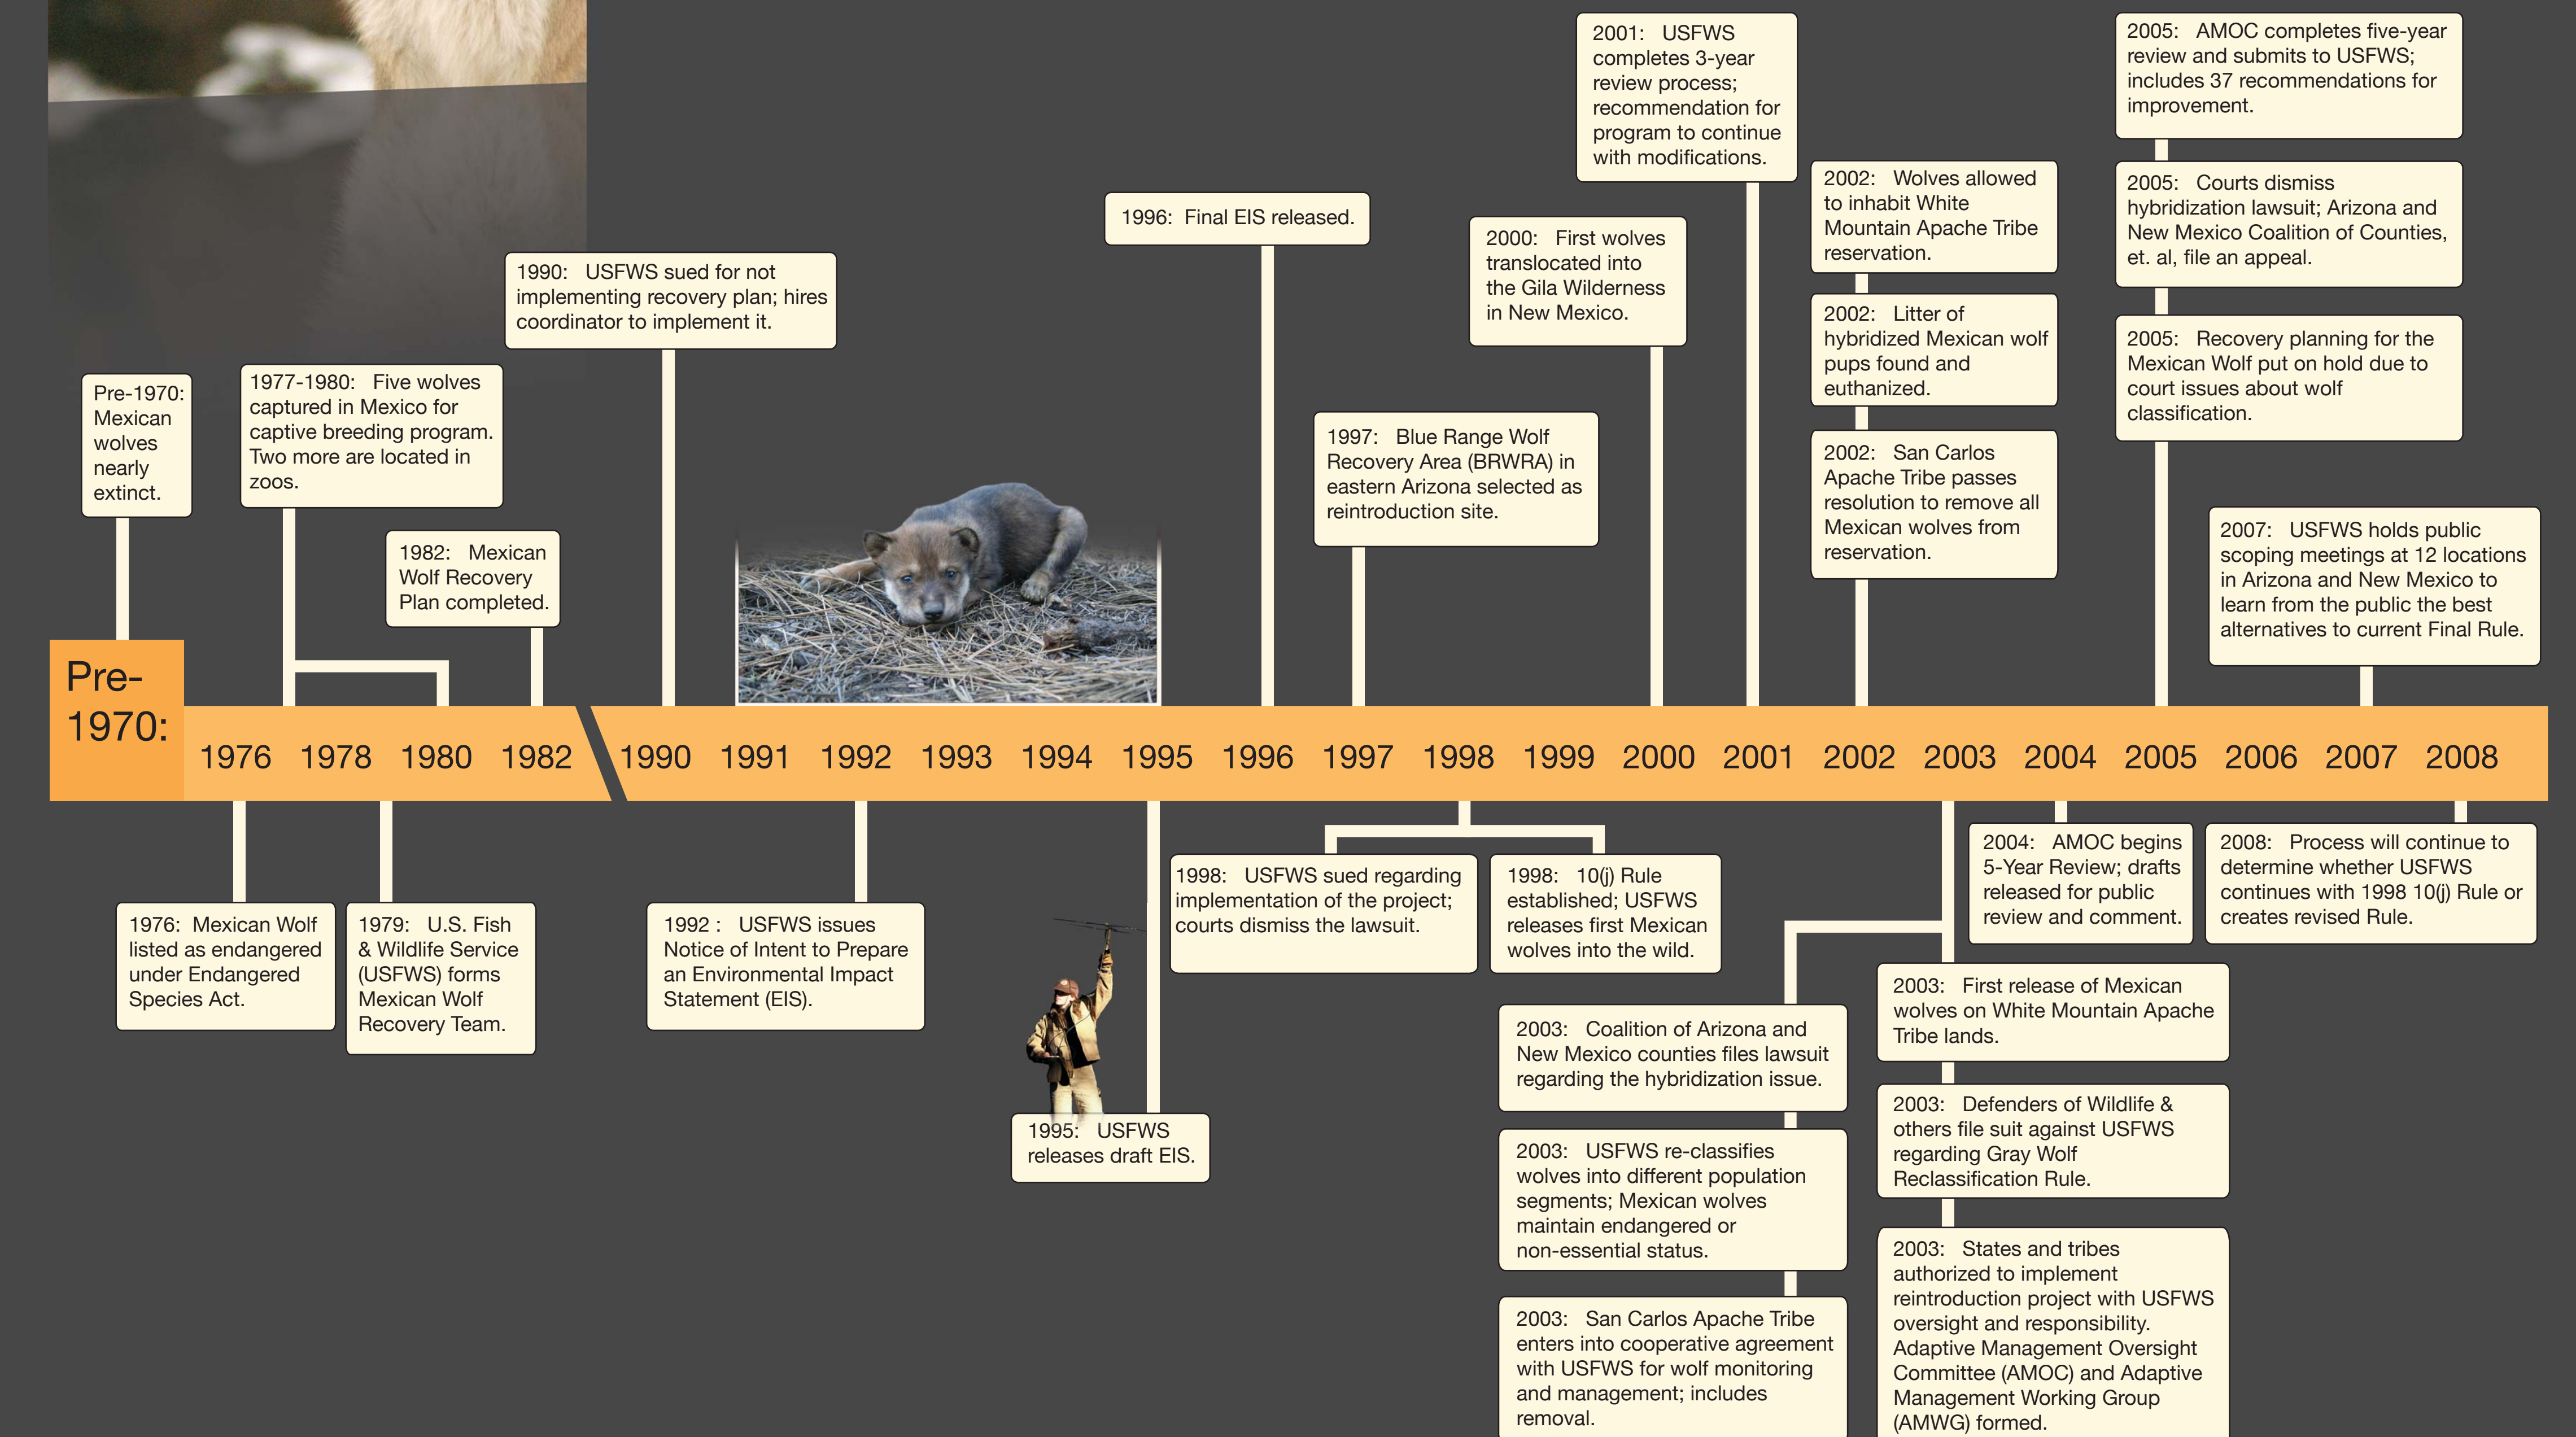 Pre-1970:
Mexican
wolves
nearly
extinct.
1977-1980: Five wolves
captured in Mexico for
captive breeding program.
Two more are located in
zoos.
1982: Mexican
Wolf Recovery
Plan completed.
1990: USFWS sued for not
implementing recovery plan; hires
coordinator to implement it.
1996: Final EIS released.
1997: Blue Range Wolf
Recovery Area (BRWRA) in
eastern Arizona selected as
reintroduction site.
2000: First wolves
translocated into
the Gila Wilderness
in New Mexico.
2001: USFWS
completes 3-year
review process;
recommendation for
program to continue
with modifications.
2002: Wolves allowed
to inhabit White
Mountain Apache Tribe
reservation.
2002: Litter of
hybridized Mexican wolf
pups found and
euthanized.
2002: San Carlos
Apache Tribe passes
resolution to remove all
Mexican wolves from
reservation.
2005: AMOC completes five-year
review and submits to USFWS;
includes 37 recommendations for
improvement.
2005: Courts dismiss
hybridization lawsuit; Arizona and
New Mexico Coalition of Counties,
et. al, file an appeal.
2005: Recovery planning for the
Mexican Wolf put on hold due to
court issues about wolf
classification.
2007: USFWS holds public
scoping meetings at 12 locations
in Arizona and New Mexico to
learn from the public the best
alternatives to current Final Rule.
Pre-
1970:
1976 1978 1980 1982 1990 1991 1992 1993 1994 1995 1996 1997 1998 1999 2000 2001 2002 2003 2004 2005 2006 2007 2008
1976: Mexican Wolf
listed as endangered
under Endangered
Species Act.
1979: U.S. Fish
& Wildlife Service
(USFWS) forms
Mexican Wolf
Recovery Team.
1992 : USFWS issues
Notice of Intent to Prepare
an Environmental Impact
Statement (EIS).
1995: USFWS
releases draft EIS.
1998: USFWS sued regarding
implementation of the project;
courts dismiss the lawsuit.
1998: 10(j) Rule
established; USFWS
releases first Mexican
wolves into the wild.
2003: Coalition of Arizona and
New Mexico counties files lawsuit
regarding the hybridization issue.
2003: USFWS re-classifies
wolves into different population
segments; Mexican wolves
maintain endangered or
non-essential status.
2003: San Carlos Apache Tribe
enters into cooperative agreement
with USFWS for wolf monitoring
and management; includes
removal.
2003: First release of Mexican
wolves on White Mountain Apache
Tribe lands.
2003: Defenders of Wildlife &
others file suit against USFWS
regarding Gray Wolf
Reclassification Rule.
2003: States and tribes
authorized to implement
reintroduction project with USFWS
oversight and responsibility.
Adaptive Management Oversight
Committee (AMOC) and Adaptive
Management Working Group
(AMWG) formed.
2004: AMOC begins
5-Year Review; drafts
released for public
review and comment.
2008: Process will continue to
determine whether USFWS
continues with 1998 10(j) Rule or
creates revised Rule.